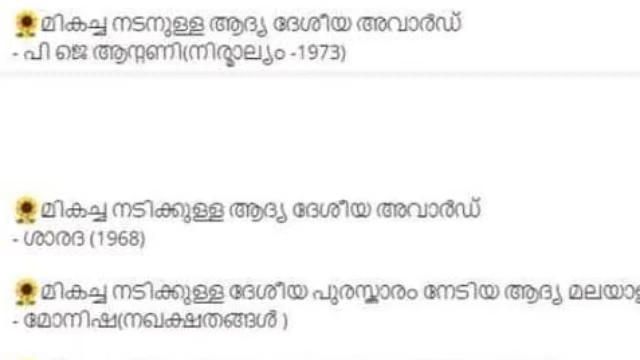 🌻മികച്ച നടനുള്ള ആദ്യ ദേശീയ അവാർഡ്
- പി ജെ ആന്റണി(നിർമ്മാല്യം -1973)
🌻മികച്ച നടിക്കുള്ള ആദ്യ ദേശീയ അവാർഡ്
- ശാരദ (1968)
🌻മികച്ച നടിക്കുള്ള ദേശീയ പുരസ്കാരം നേടിയ ആദ്യ
- മോനിഷ(നഖക്ഷതങ്ങൾ )